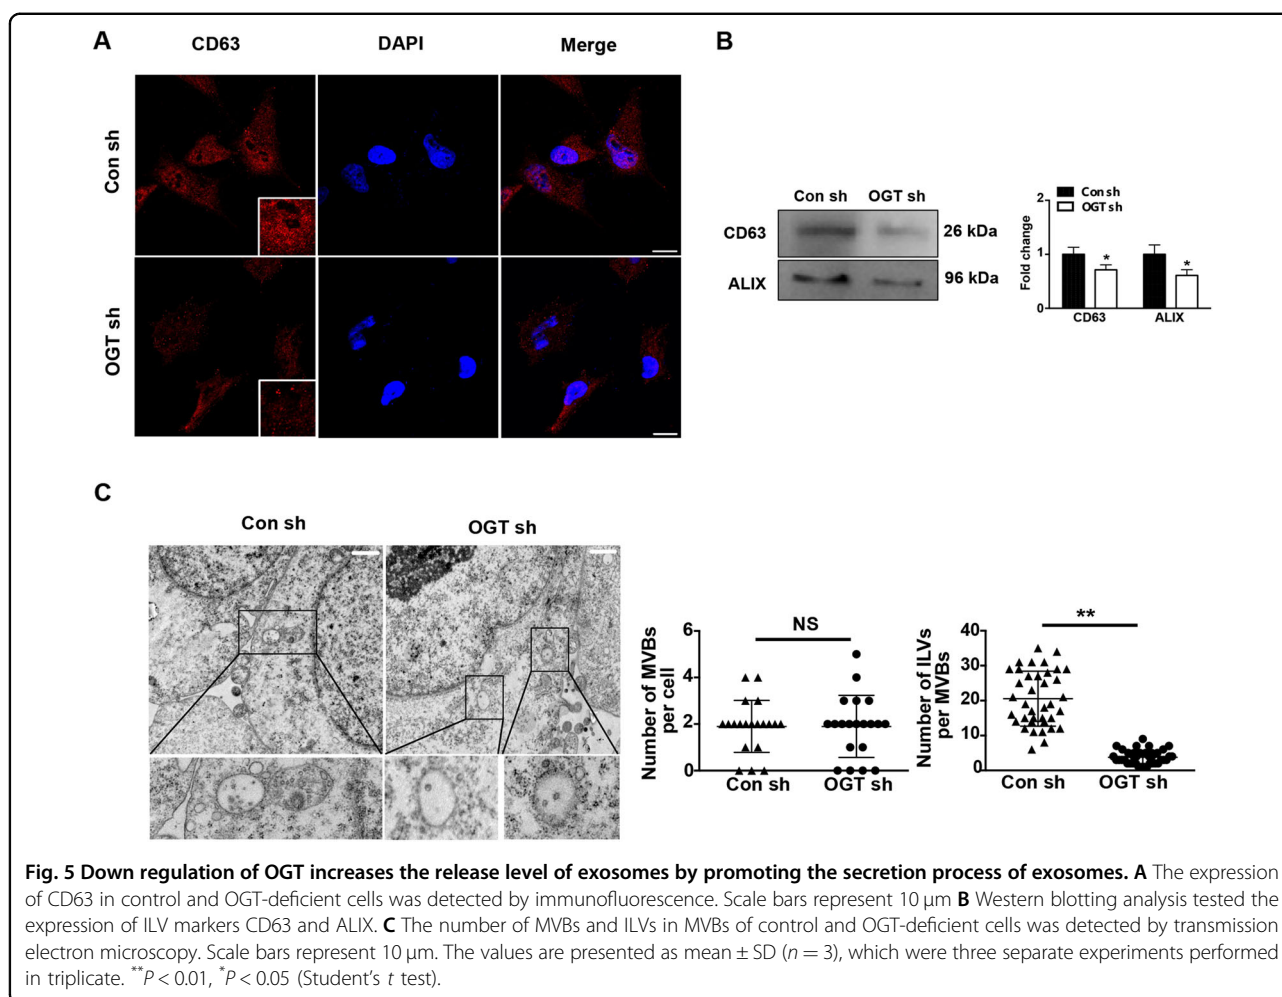 A
CD63 DAPI Merge
Con sh
OGT sh
B
Con sh OGT sh
CD63 26 kDa
ALIX 96 kDa
Con sh
OGT sh
Fold change
2
1
0
* *
CD63 ALIX
C
Con sh OGT sh
Number of MVBs per cell
6
4
2
0
NS
Con sh OGT sh
Number of ILVs per MVBs
40
30
20
10
0
**
Con sh OGT sh
Fig. 5 Down regulation of OGT increases the release level of exosomes by promoting the secretion process of exosomes. A The expression
of CD63 in control and OGT-deficient cells was detected by immunofluorescence. Scale bars represent 10 μm B Western blotting analysis tested the
expression of ILV markers CD63 and ALIX. C The number of MVBs and ILVs in MVBs of control and OGT-deficient cells was detected by transmission
electron microscopy. Scale bars represent 10 μm. The values are presented as mean ± SD (n = 3), which were three separate experiments performed
in triplicate. **P < 0.01, *P < 0.05 (Student's t test).